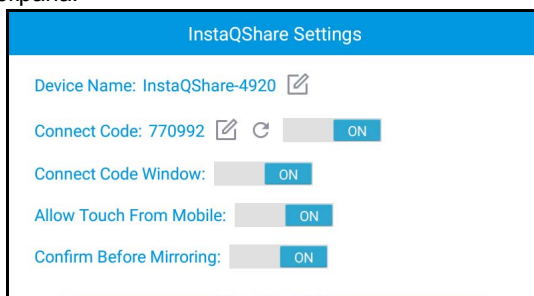 InstaQShare Settings
Device Name: InstaQShare-4920
Connect Code: 770992 ON
Connect Code Window: ON
Allow Touch From Mobile: ON
Confirm Before Mirroring: ON